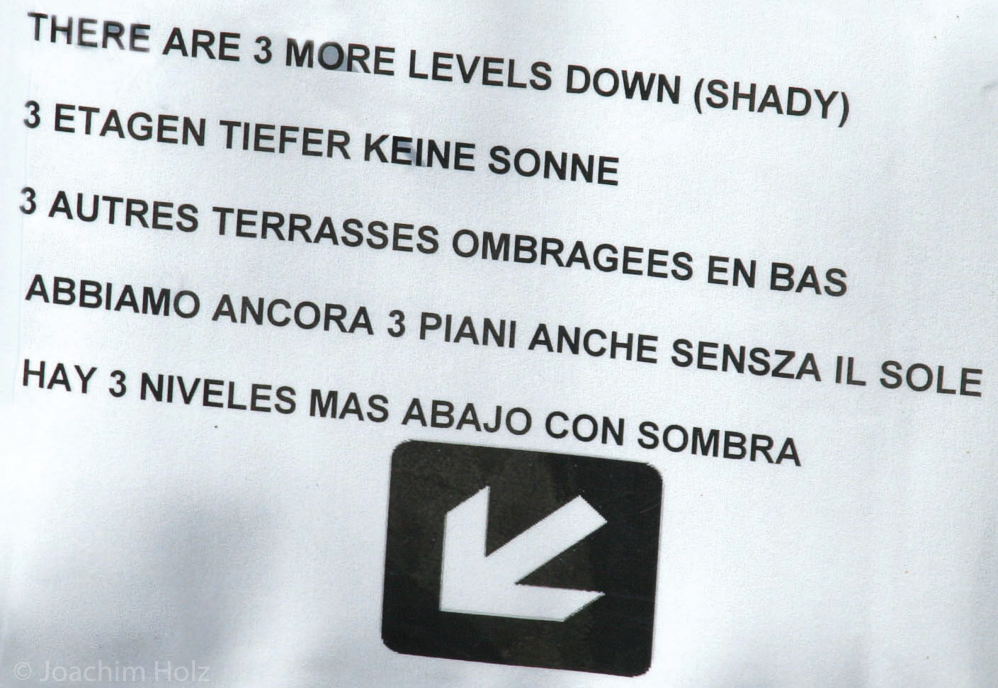 THERE ARE 3 MORE LEVELS DOWN (SHADY)
3 ETAGEN TIEFER KEINE SONNE
3 AUTRES TERRASSES OMBRAGEES EN BAS
ABBIAMO ANCORA 3 PIANI ANCHE SENSZA IL SOLE
HAY 3 NIVELES MAS ABAJO CON SOMBRA
© Joachim Holz